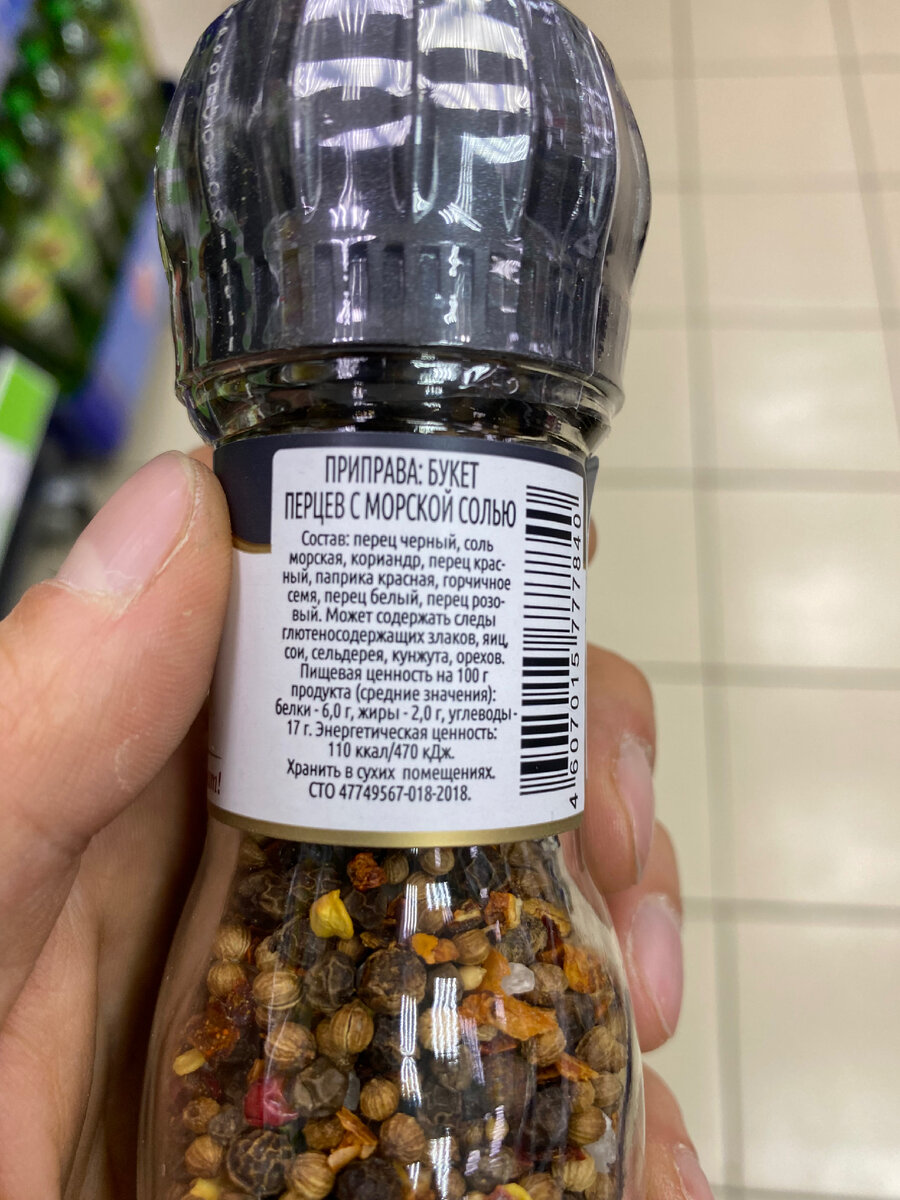 ПРИПРАВА: БУКЕТ
ПЕРЦЕВ С МОРСКОЙ СОЛЬЮ
Состав: перец черный, соль
морская, кориандр, перец крас-
ный, паприка красная, горчичное
семя, перец белый, перец розо-
вый. Может содержать следы
глютеносодержащих злаков, яиц,
сои, сельдерея, кунжута, орехов.
Пищевая ценность на 100 г
продукта (средние значения):
белки - 6,0 г, жиры - 2,0 г, углеводы -
17 г. Энергетическая ценность:
110 ккал/470 кДж.
Хранить в сухих помещениях.
СТО 47749567-018-2018.
4 607015 777840